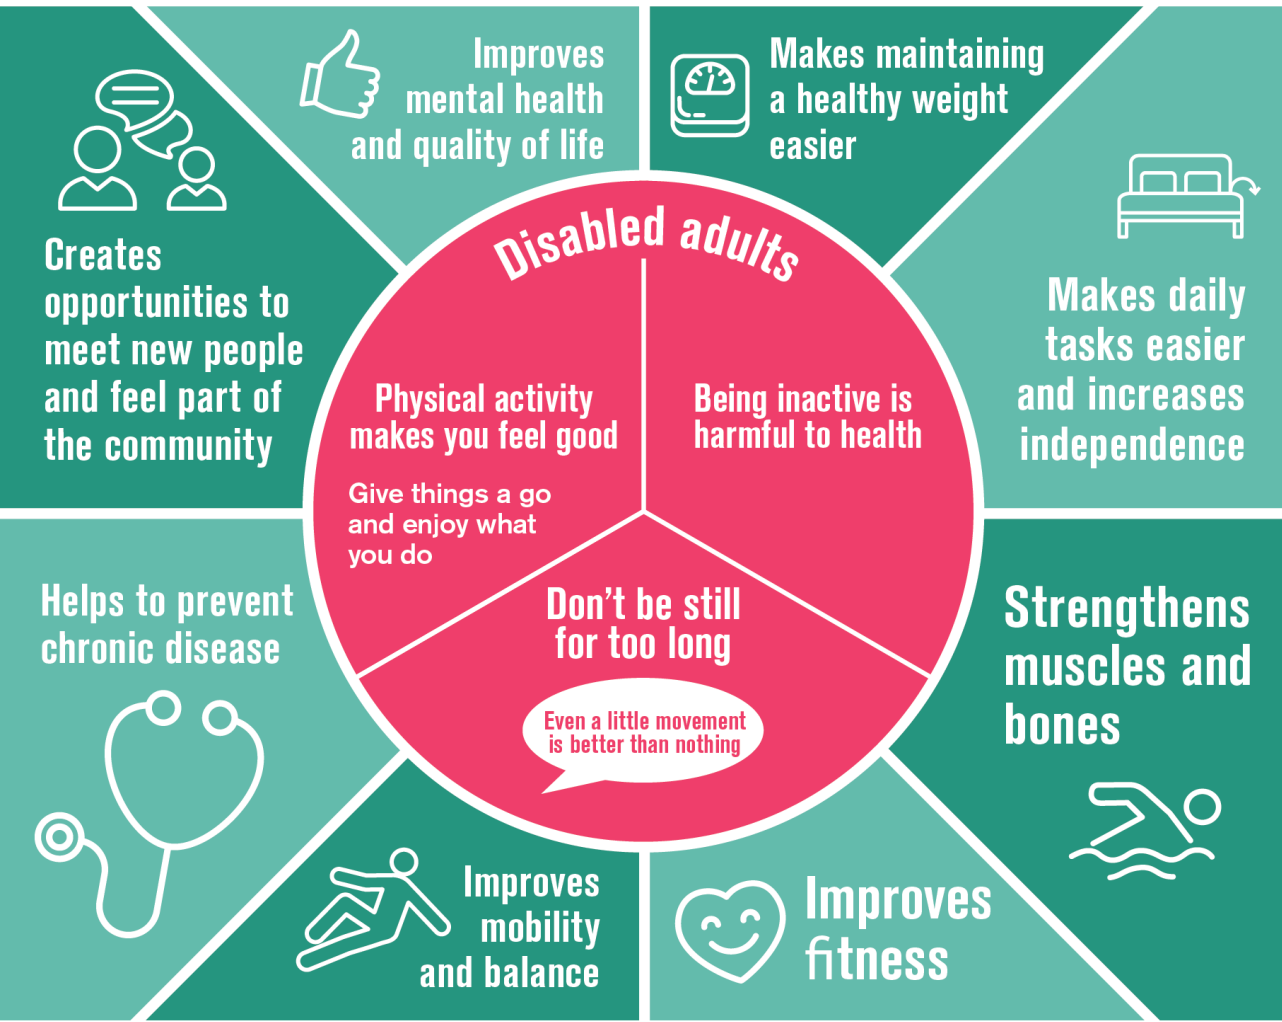 Improves
mental health
and quality of life
Makes maintaining
a healthy weight
easier
Creates
opportunities to
meet new people
and feel part of
the community
Makes daily
tasks easier
and increases
independence
Disabled adults
Physical activity
makes you feel good
Give things a go
and enjoy what
you do
Being inactive is
harmful to health
Don’t be still
for too long
Even a little movement
is better than nothing
Helps to prevent
chronic disease
Strengthens
muscles and
bones
Improves
mobility
and balance
Improves
fitness